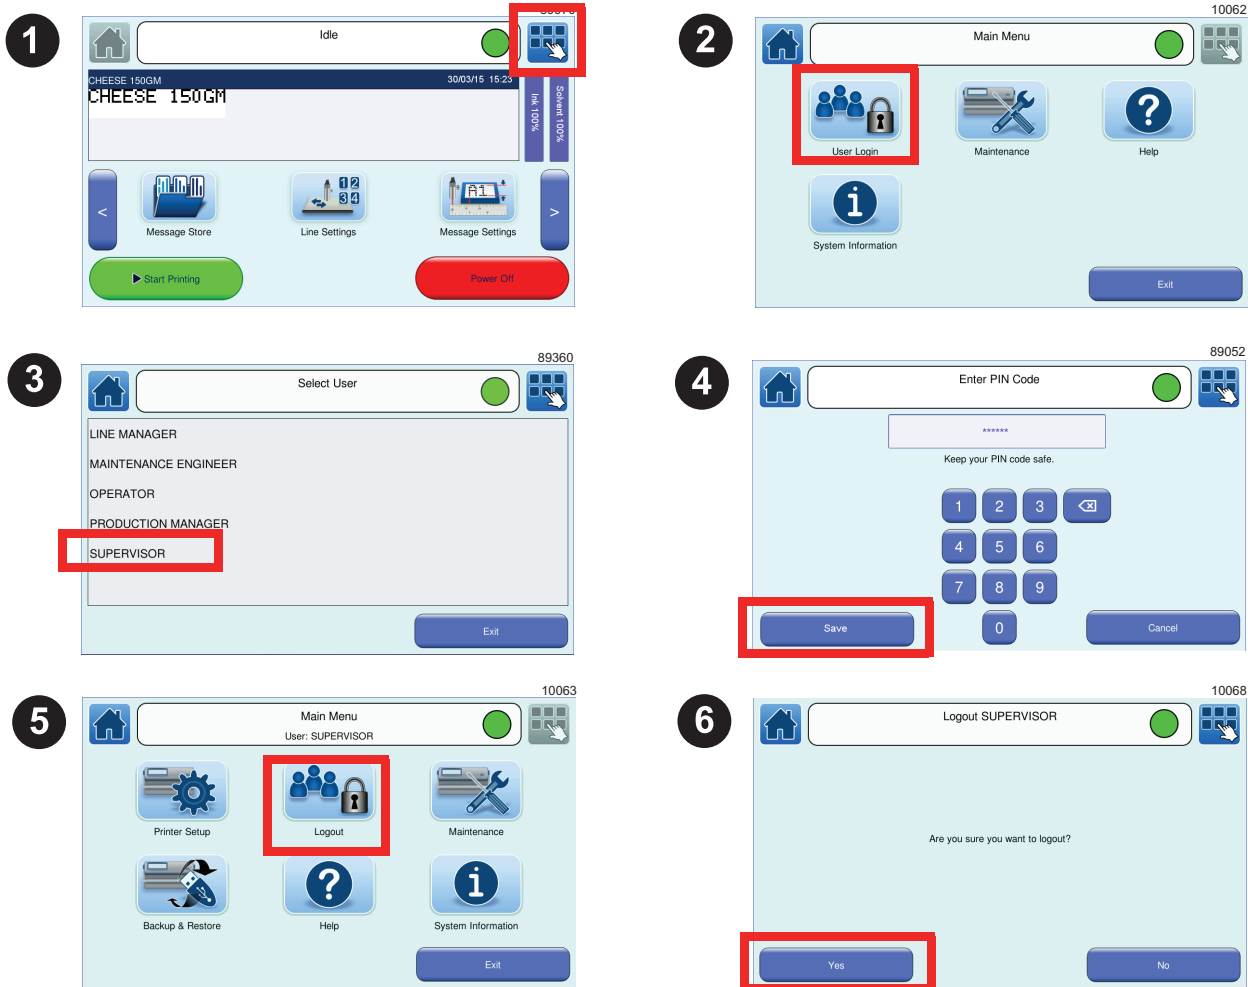 1
89576
Idle
CHEESE 150GM
30/03/15 15:23
CHEESE 150GM
Ink 100%
Solvent 100%
<
Message Store
Line Settings
Message Settings
>
Start Printing
Power Off
2
10062
Main Menu
User Login
Maintenance
Help
System Information
Exit
3
89360
Select User
LINE MANAGER
MAINTENANCE ENGINEER
OPERATOR
PRODUCTION MANAGER
SUPERVISOR
Exit
4
89052
Enter PIN Code
******
Keep your PIN code safe.
1 2 3
4 5 6
7 8 9
0
Save
Cancel
5
10063
Main Menu
User: SUPERVISOR
Printer Setup
Logout
Maintenance
Backup & Restore
Help
System Information
Exit
6
10068
Logout SUPERVISOR
Are you sure you want to logout?
Yes
No